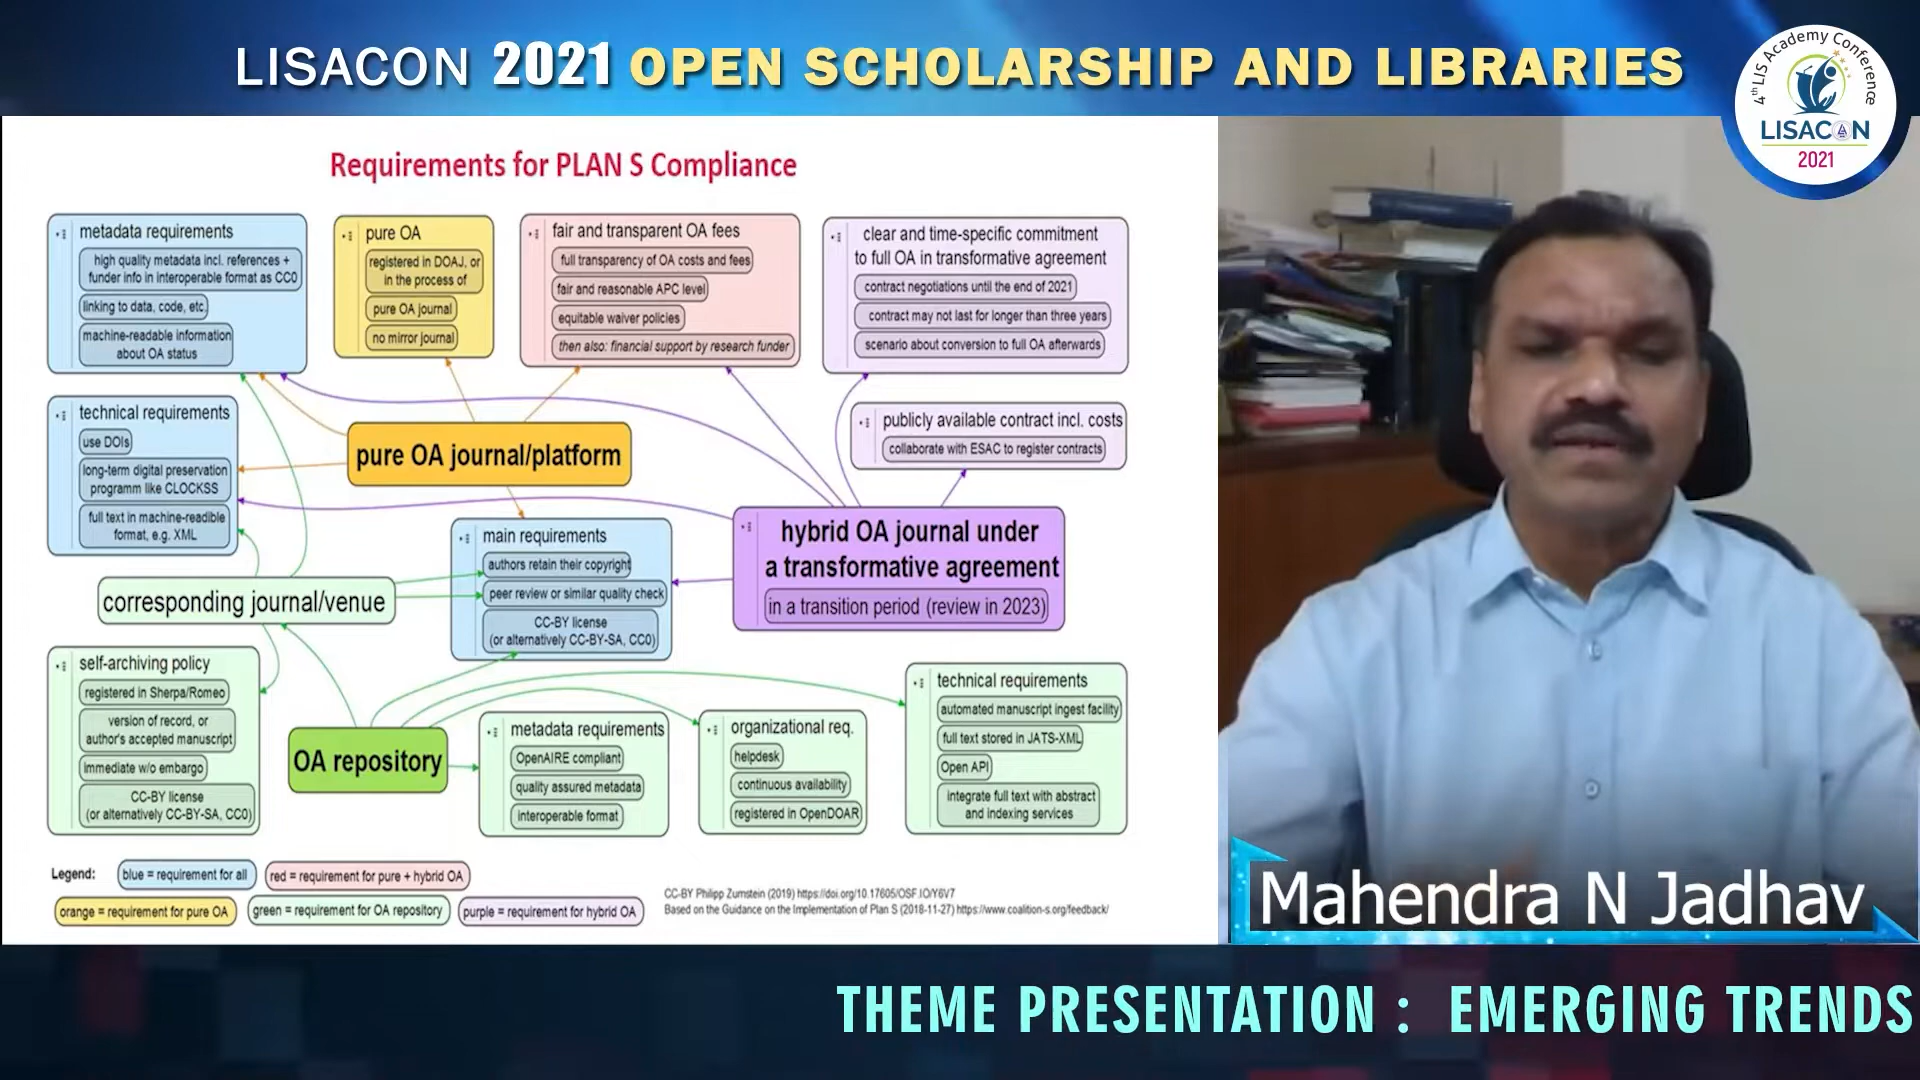 LISACON 2021 OPEN SCHOLARSHIP AND LIBRARIES
4th LIS Academy Conference
LISACON
2021
Requirements for PLAN S Compliance
metadata requirements
high quality metadata incl. references +
funder info in interoperable format as CC0
linking to data, code, etc.
machine-readable information
about OA status
pure OA
registered in DOAJ, or
in the process of
pure OA journal
no mirror journal
fair and transparent OA fees
full transparency of OA costs and fees
fair and reasonable APC level
equitable waiver policies
then also: financial support by research funder
clear and time-specific commitment
to full OA in transformative agreement
contract negotiations until the end of 2021
contract may not last for longer than three years
scenario about conversion to full OA afterwards
technical requirements
use DOIs
long-term digital preservation
programm like CLOCKSS
full text in machine-readible
format, e.g. XML
pure OA journal/platform
publicly available contract incl. costs
collaborate with ESAC to register contracts
main requirements
authors retain their copyright
peer review or similar quality check
CC-BY license
(or alternatively CC-BY-SA, CC0)
hybrid OA journal under
a transformative agreement
in a transition period (review in 2023)
corresponding journal/venue
self-archiving policy
registered in Sherpa/Romeo
version of record, or
author's accepted manuscript
immediate w/o embargo
CC-BY license
(or alternatively CC-BY-SA, CC0)
OA repository
metadata requirements
OpenAIRE compliant
quality assured metadata
interoperable format
organizational req.
helpdesk
continuous availability
registered in OpenDOAR
technical requirements
automated manuscript ingest facility
full text stored in JATS-XML
Open API
integrate full text with abstract
and indexing services
Legend:
blue = requirement for all
red = requirement for pure + hybrid OA
orange = requirement for pure OA
green = requirement for OA repository
purple = requirement for hybrid OA
CC-BY Philipp Zumstein (2019) https://doi.org/10.17605/OSF.IO/Y6V7
Based on the Guidance on the Implementation of Plan S (2018-11-27) https://www.coalition-s.org/feedback/
Mahendra N Jadhav
THEME PRESENTATION : EMERGING TRENDS